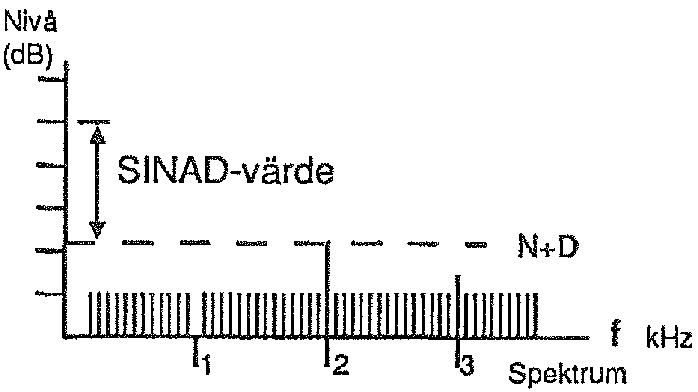 Nivå
(dB)
SINAD-värde
N+D
f kHz
1
2
3
Spektrum